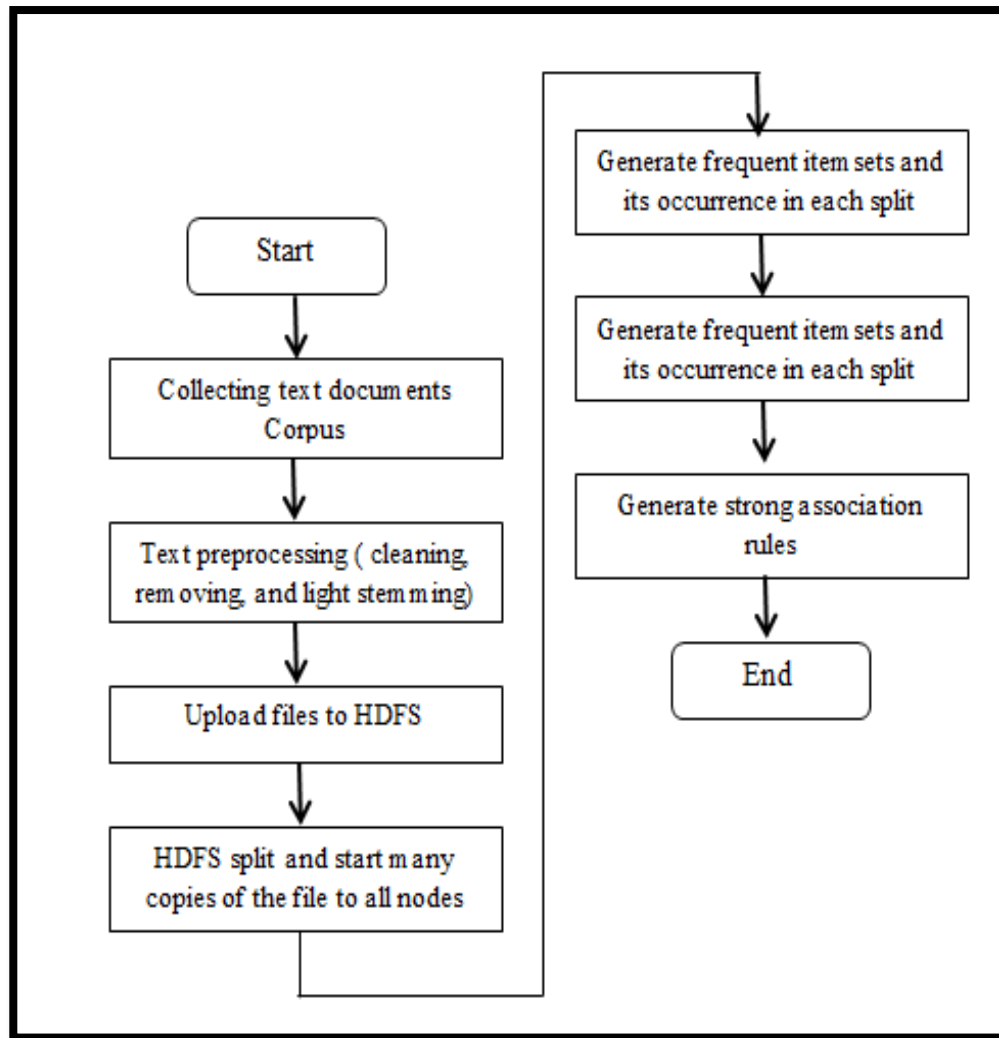 Start
Collecting text documents
Corpus
Text preprocessing ( cleaning,
removing, and light stemming)
Upload files to HDFS
HDFS split and start many
copies of the file to all nodes
Generate frequent item sets and
its occurrence in each split
Generate frequent item sets and
its occurrence in each split
Generate strong association
rules
End